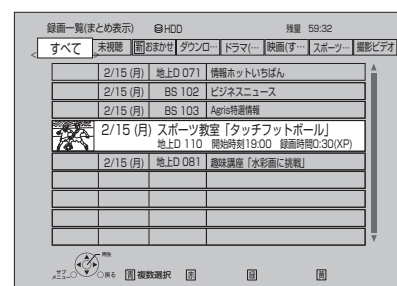 録画一覧(まとめ表示) HDD 残量 59:32
すべて 未視聴 新おまかせ ダウンロ… ドラマ(… 映画(す… スポーツ… 撮影ビデオ
2/15 (月) 地上D 071 情報ホットいちばん
2/15 (月) BS 102 ビジネスニュース
2/15 (月) BS 103 Agris特選情報
2/15 (月) スポーツ教室「タッチフットボール」
地上D 110 開始時刻19:00 録画時間0:30(XP)
2/15 (月) 地上D 081 趣味講座「水彩画に挑戦」
再生
サブメニュー 戻る 青 複数選択 赤 緑 黄